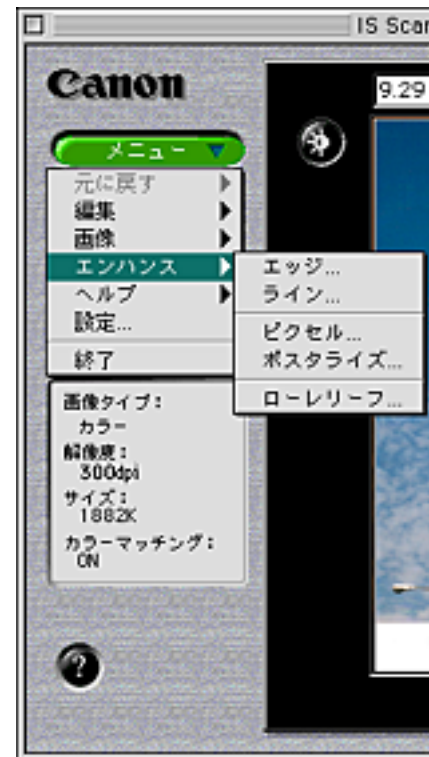 IS Scan
Canon
9.29
メニュー
元に戻す
編集
画像
エンハンス
ヘルプ
設定...
終了
エッジ...
ライン...
ピクセル...
ポスタライズ...
ローレリーフ...
画像タイプ：
カラー
解像度：
300dpi
サイズ：
1882K
カラーマッチング：
ON
?